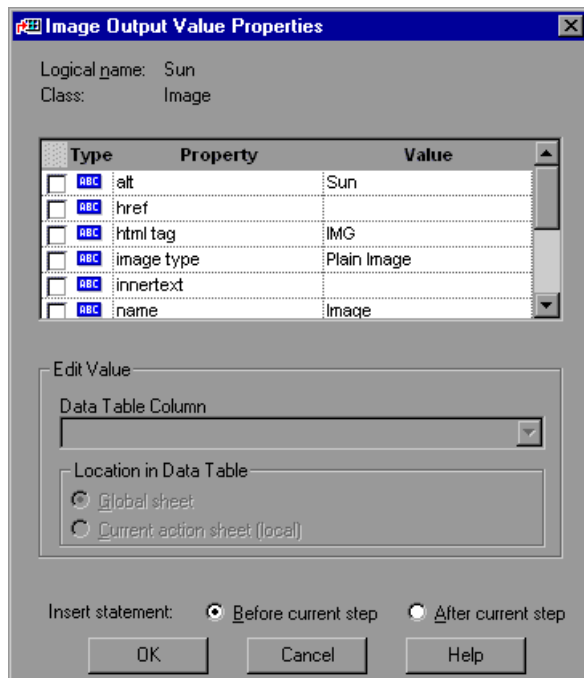 Image Output Value Properties
Logical name: Sun
Class: Image
Type Property Value
ABC alt Sun
ABC href
ABC html tag IMG
ABC image type Plain Image
ABC innertext
ABC name Image
Edit Value
Data Table Column
Location in Data Table
Global sheet
Current action sheet (local)
Insert statement: Before current step After current step
OK Cancel Help